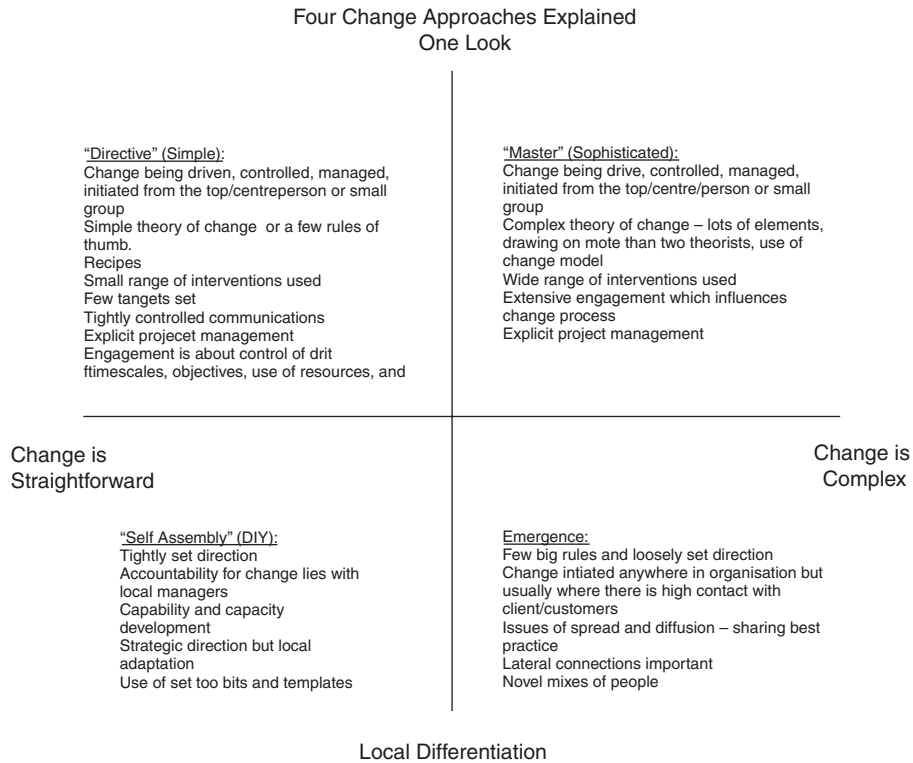 Four Change Approaches Explained
One Look
“Directive” (Simple):
Change being driven, controlled, managed,
initiated from the top/centreperson or small
group
Simple theory of change or a few rules of
thumb.
Recipes
Small range of interventions used
Few tangets set
Tightly controlled communications
Explicit projecet management
Engagement is about control of drit
ftimescales, objectives, use of resources, and
“Master” (Sophisticated):
Change being drive, controlled, managed,
initiated from the top/centre/person or small
group
Complex theory of change – lots of elements,
drawing on mote than two theorists, use of
change model
Wide range of interventions used
Extensive engagement which influences
change process
Explicit project management
Change is
Straightforward
Change is
Complex
“Self Assembly” (DIY):
Tightly set direction
Accountability for change lies with
local managers
Capability and capacity
development
Strategic direction but local
adaptation
Use of set too bits and templates
Emergence:
Few big rules and loosely set direction
Change intiated anywhere in organisation but
usually where there is high contact with
client/customers
Issues of spread and diffusion – sharing best
practice
Lateral connections important
Novel mixes of people
Local Differentiation